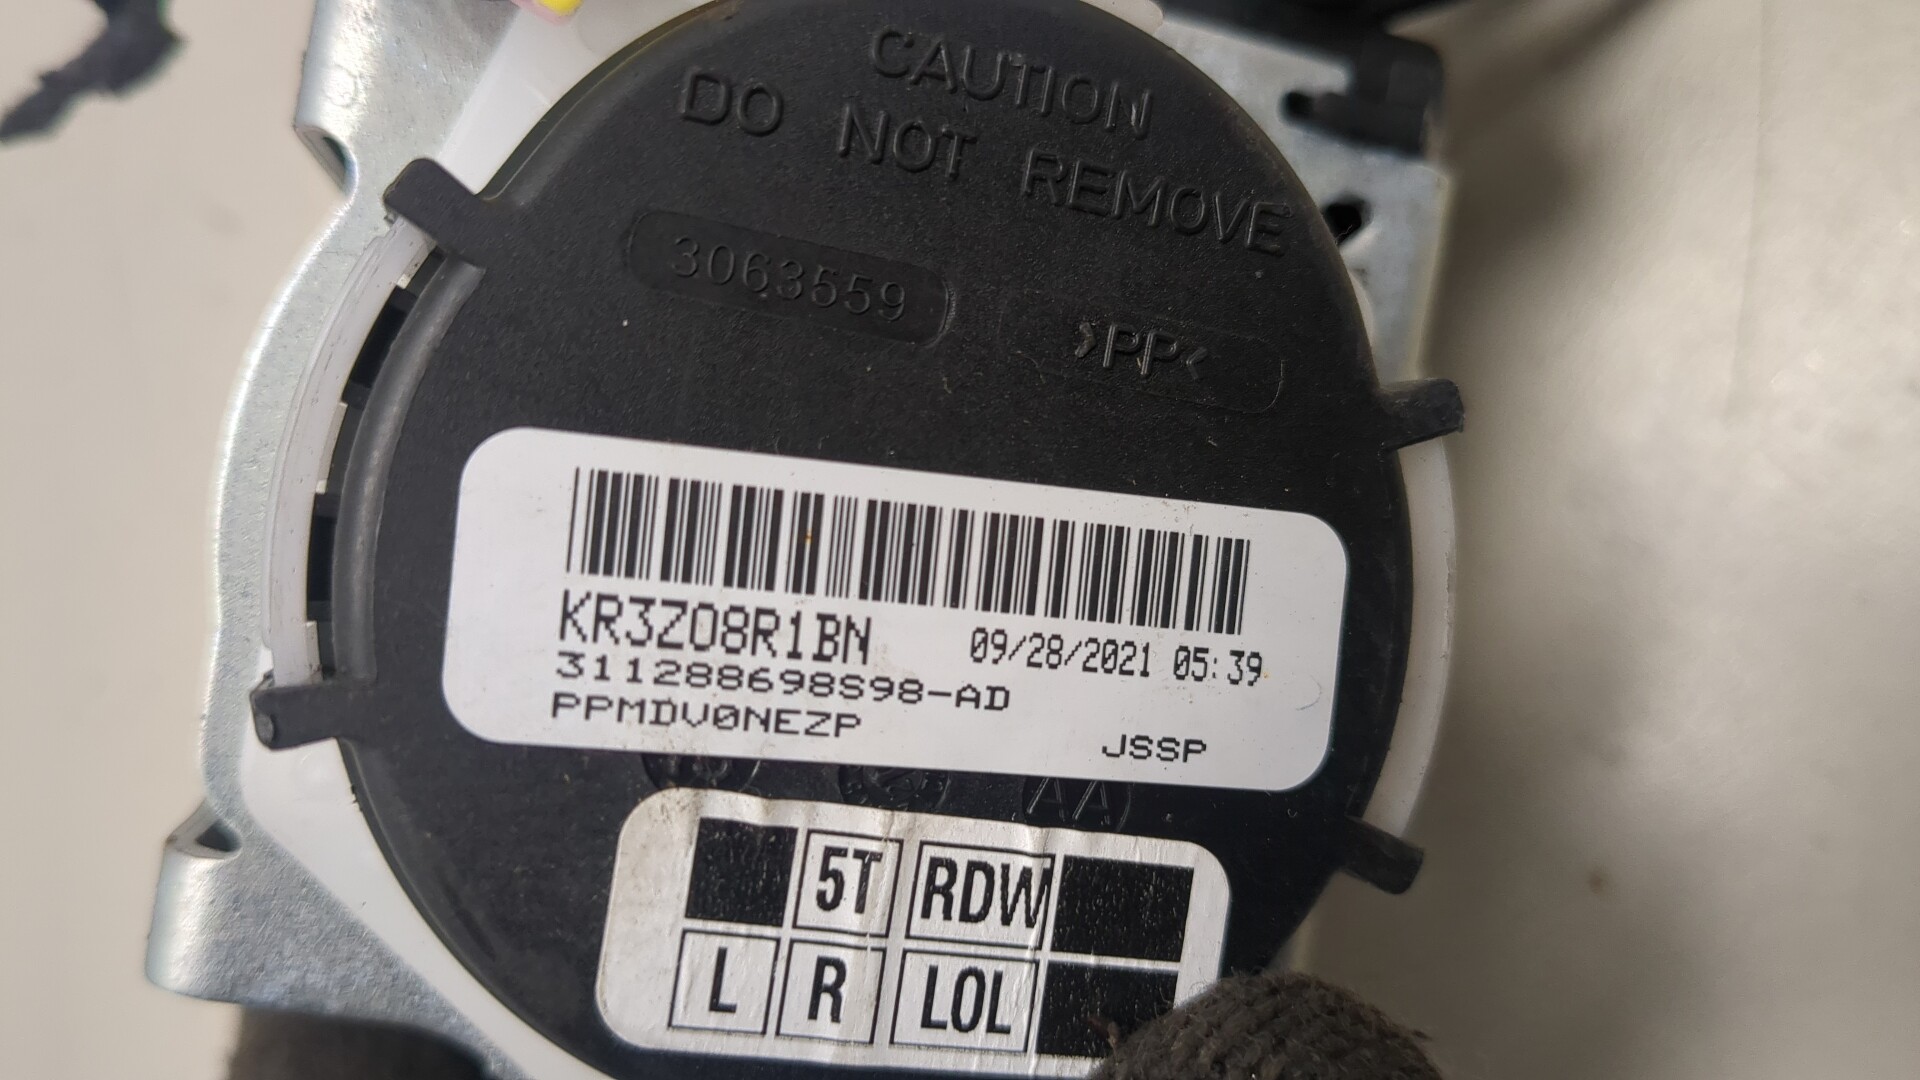 CAUTION
DO NOT REMOVE
3063559
>PP<
KR3Z08R1BN 09/28/2021 05:39
311288698S98-AD
PPMDV0NEZP
JSSP
AA
5T RDW
L R LOL